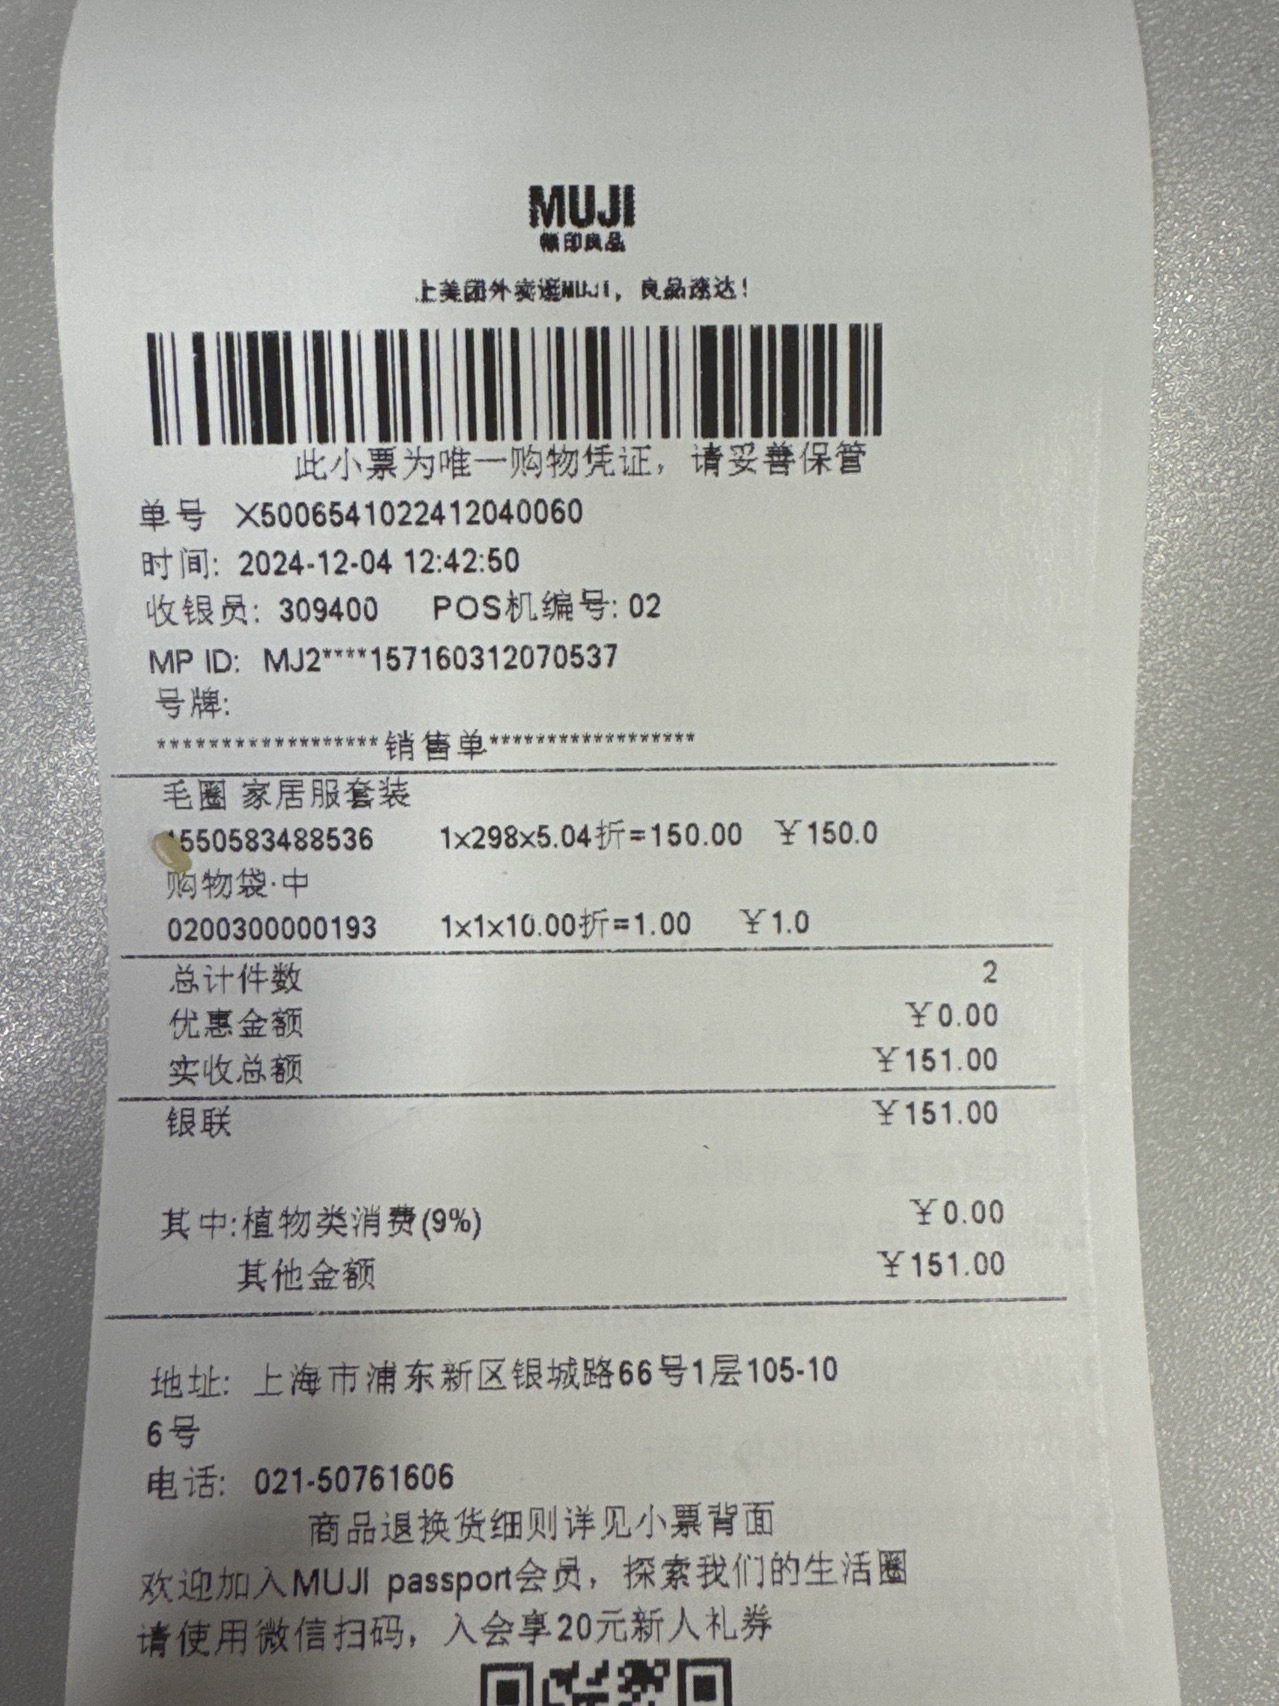 MUJI
無印良品
上美团外卖逛MUJI，良品速达！
此小票为唯一购物凭证，请妥善保管
单号 X5006541022412040060
时间: 2024-12-04 12:42:50
收银员: 309400 POS机编号: 02
MP ID: MJ2****157160312070537
号牌:
*****************销售单*****************
毛圈 家居服套装
4550583488536 1x298x5.04折=150.00 ￥150.0
购物袋·中
0200300000193 1x1x10.00折=1.00 ￥1.0
总计件数 2
优惠金额 ￥0.00
实收总额 ￥151.00
银联 ￥151.00
其中:植物类消费(9%) ￥0.00
其他金额 ￥151.00
地址: 上海市浦东新区银城路66号1层105-10
6号
电话: 021-50761606
商品退换货细则详见小票背面
欢迎加入MUJI passport会员，探索我们的生活圈
请使用微信扫码，入会享20元新人礼券